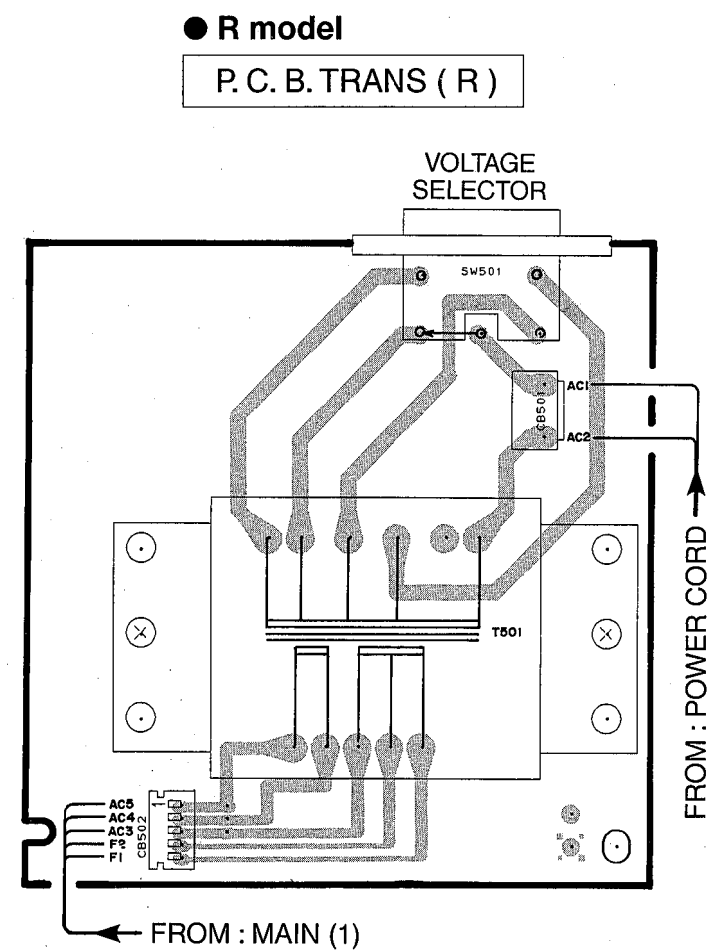 ● R model
P. C. B. TRANS ( R )
VOLTAGE
SELECTOR
SW501
AC1
CB501
AC2
FROM : POWER CORD
T501
AC5
AC4
AC3
F2
F1
1
CB502
FROM : MAIN (1)